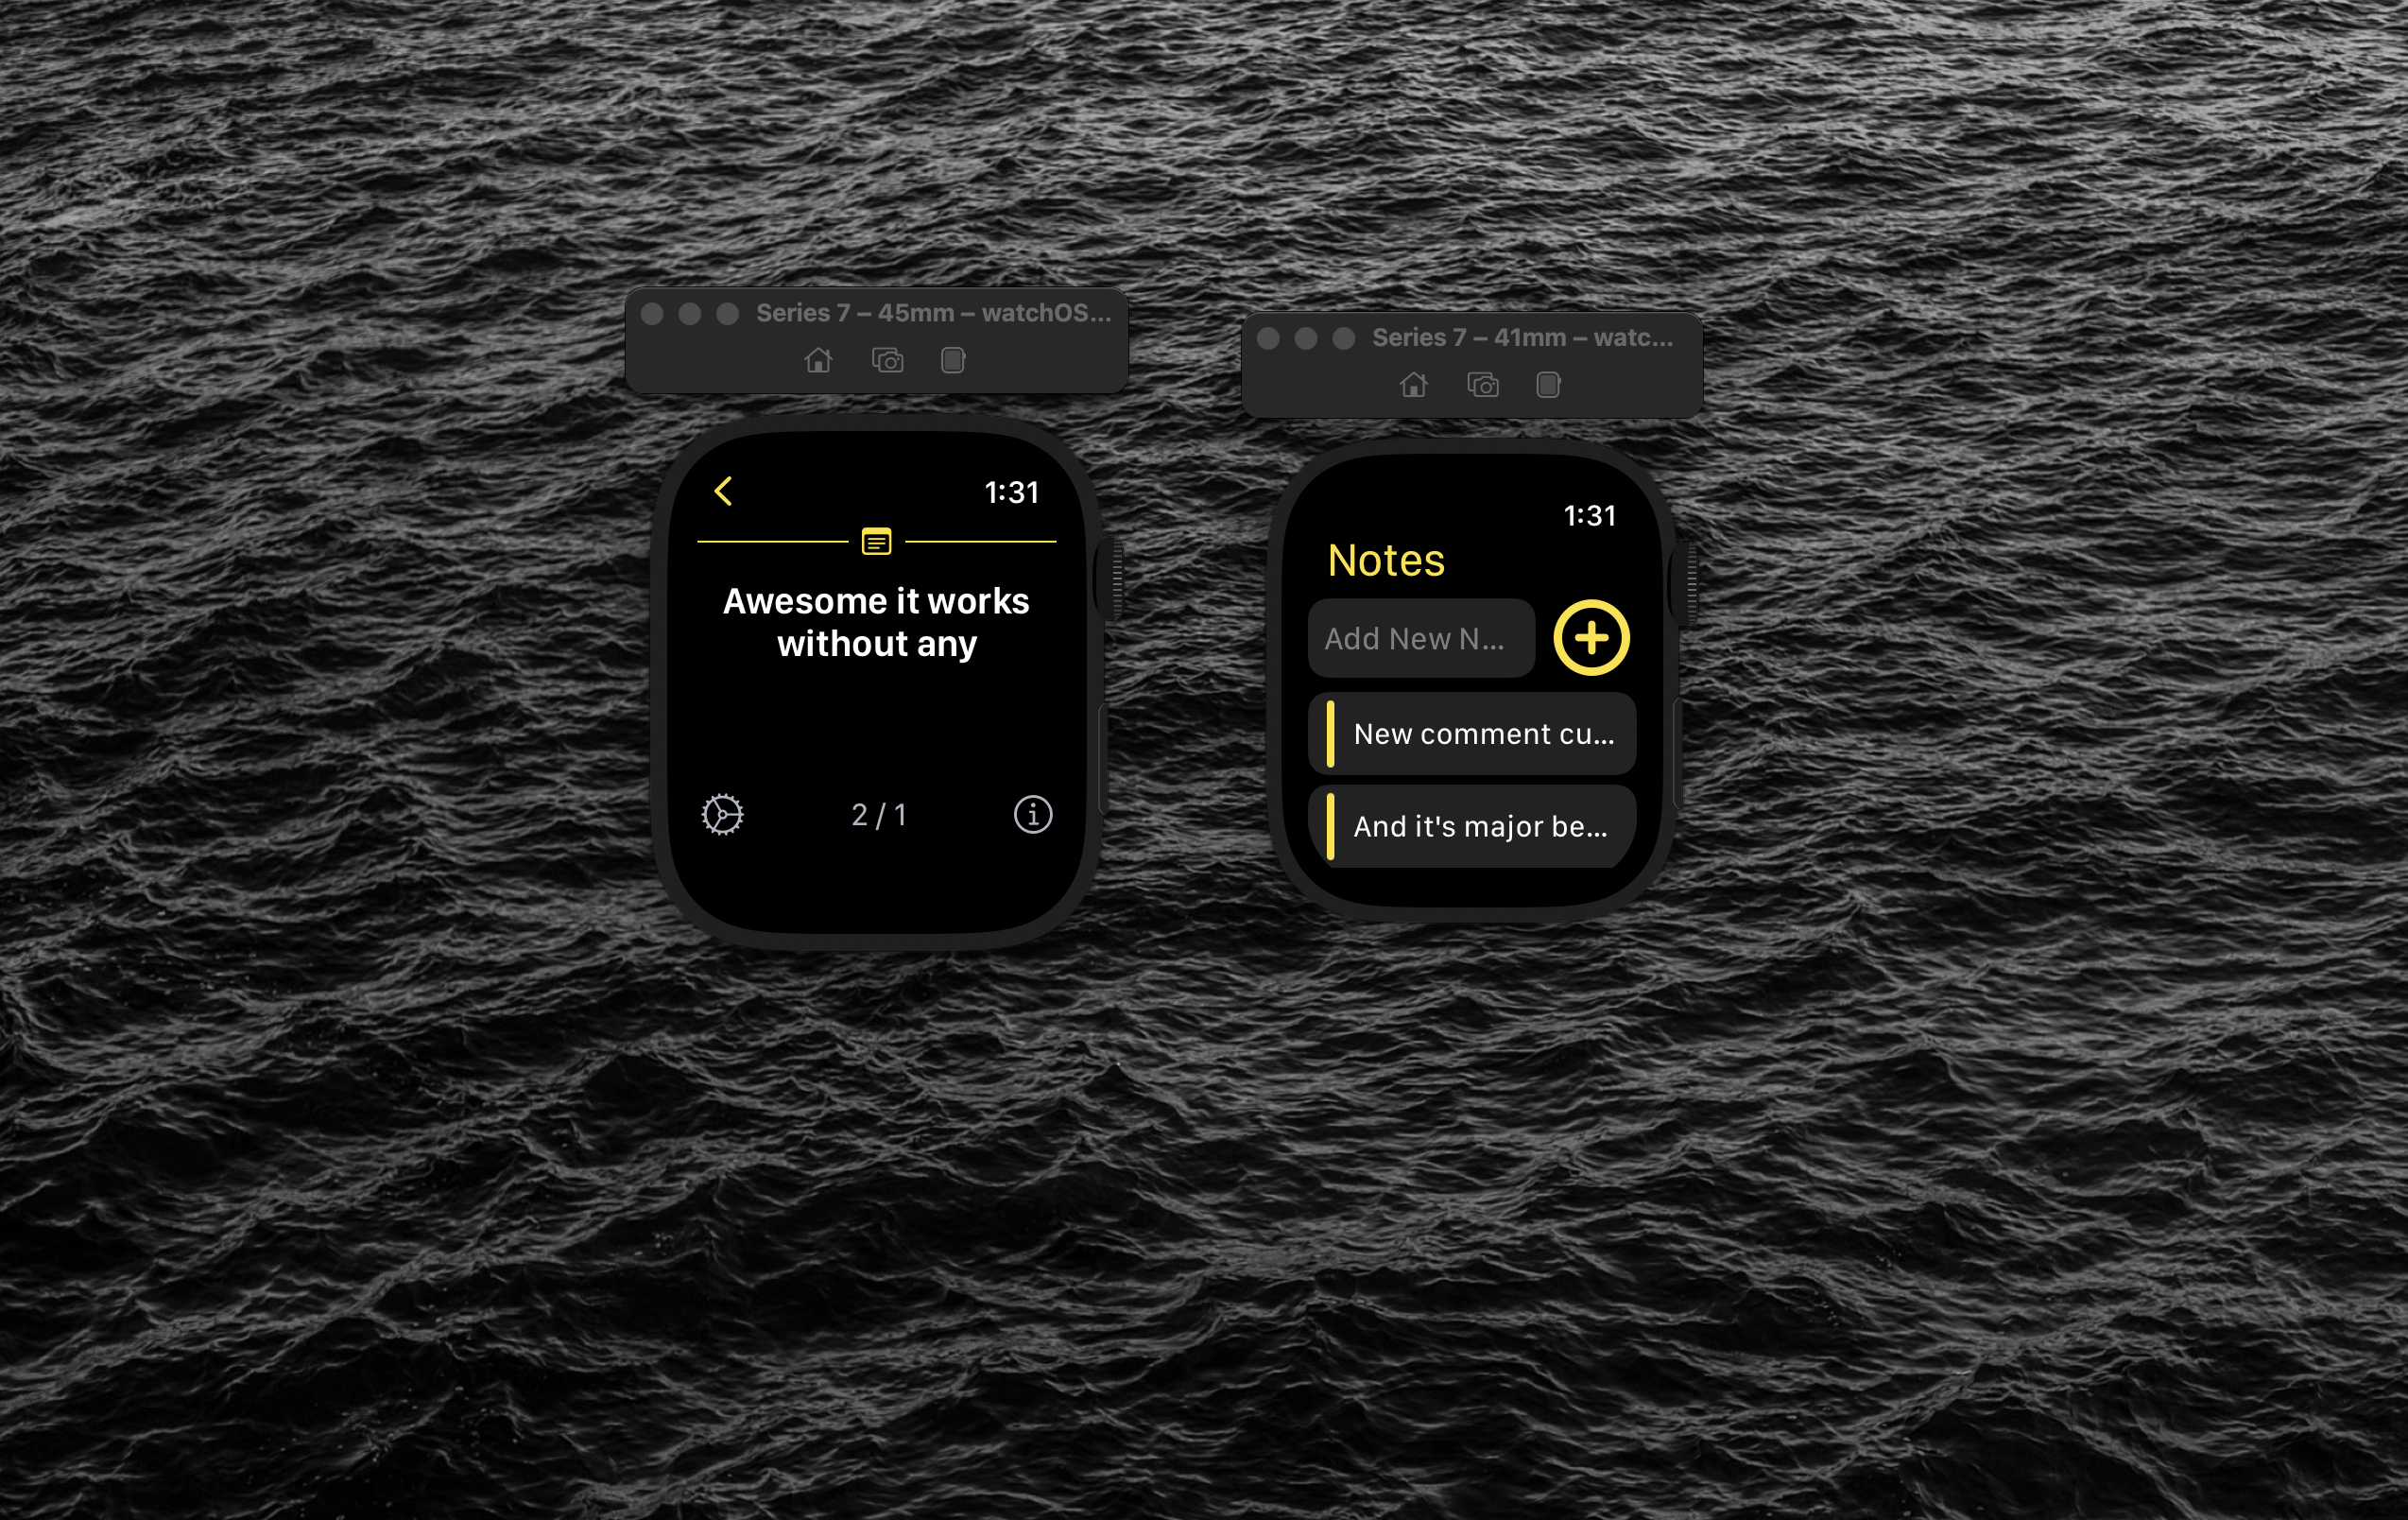 Series 7 – 45mm – watchOS...
1:31
Awesome it works
without any
2 / 1
Series 7 – 41mm – watc...
1:31
Notes
Add New N...
New comment cu...
And it's major be...